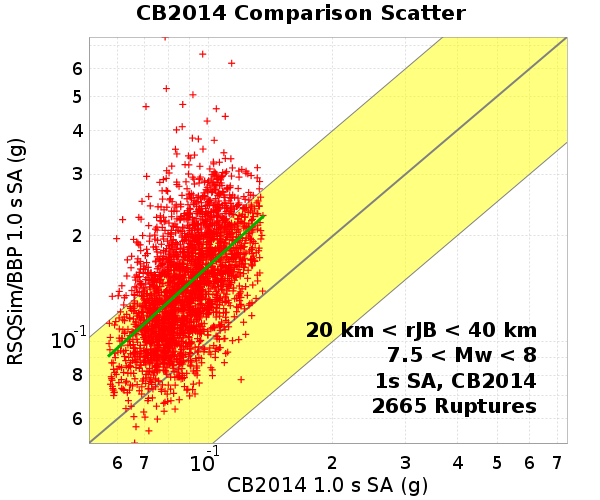 CB2014 Comparison Scatter
RSQSim/BBP 1.0 s SA (g)
6
5
4
3
2
10-1
8
6
20 km < rJB < 40 km
7.5 < Mw < 8
1s SA, CB2014
2665 Ruptures
6 7 10-1 2 3 4 5 6 7
CB2014 1.0 s SA (g)